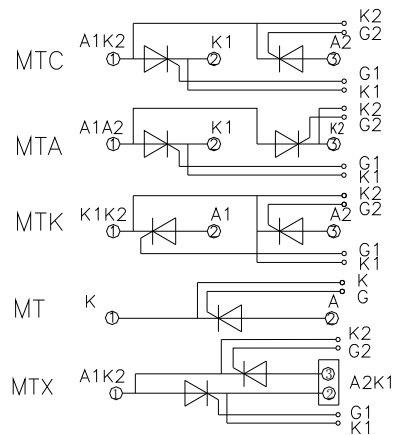 K2
G2
A1K2 K1 A2
MTC 1 2 3
G1
K1
K2
G2
A1A2 K1 K2
MTA 1 2 3
G1
K1
K2
G2
K1K2 A1 A2
MTK 1 2 3
G1
K1
K
G
K A
MT 1 2
K2
G2
3
A1K2 A2K1
MTX 1 2
G1
K1